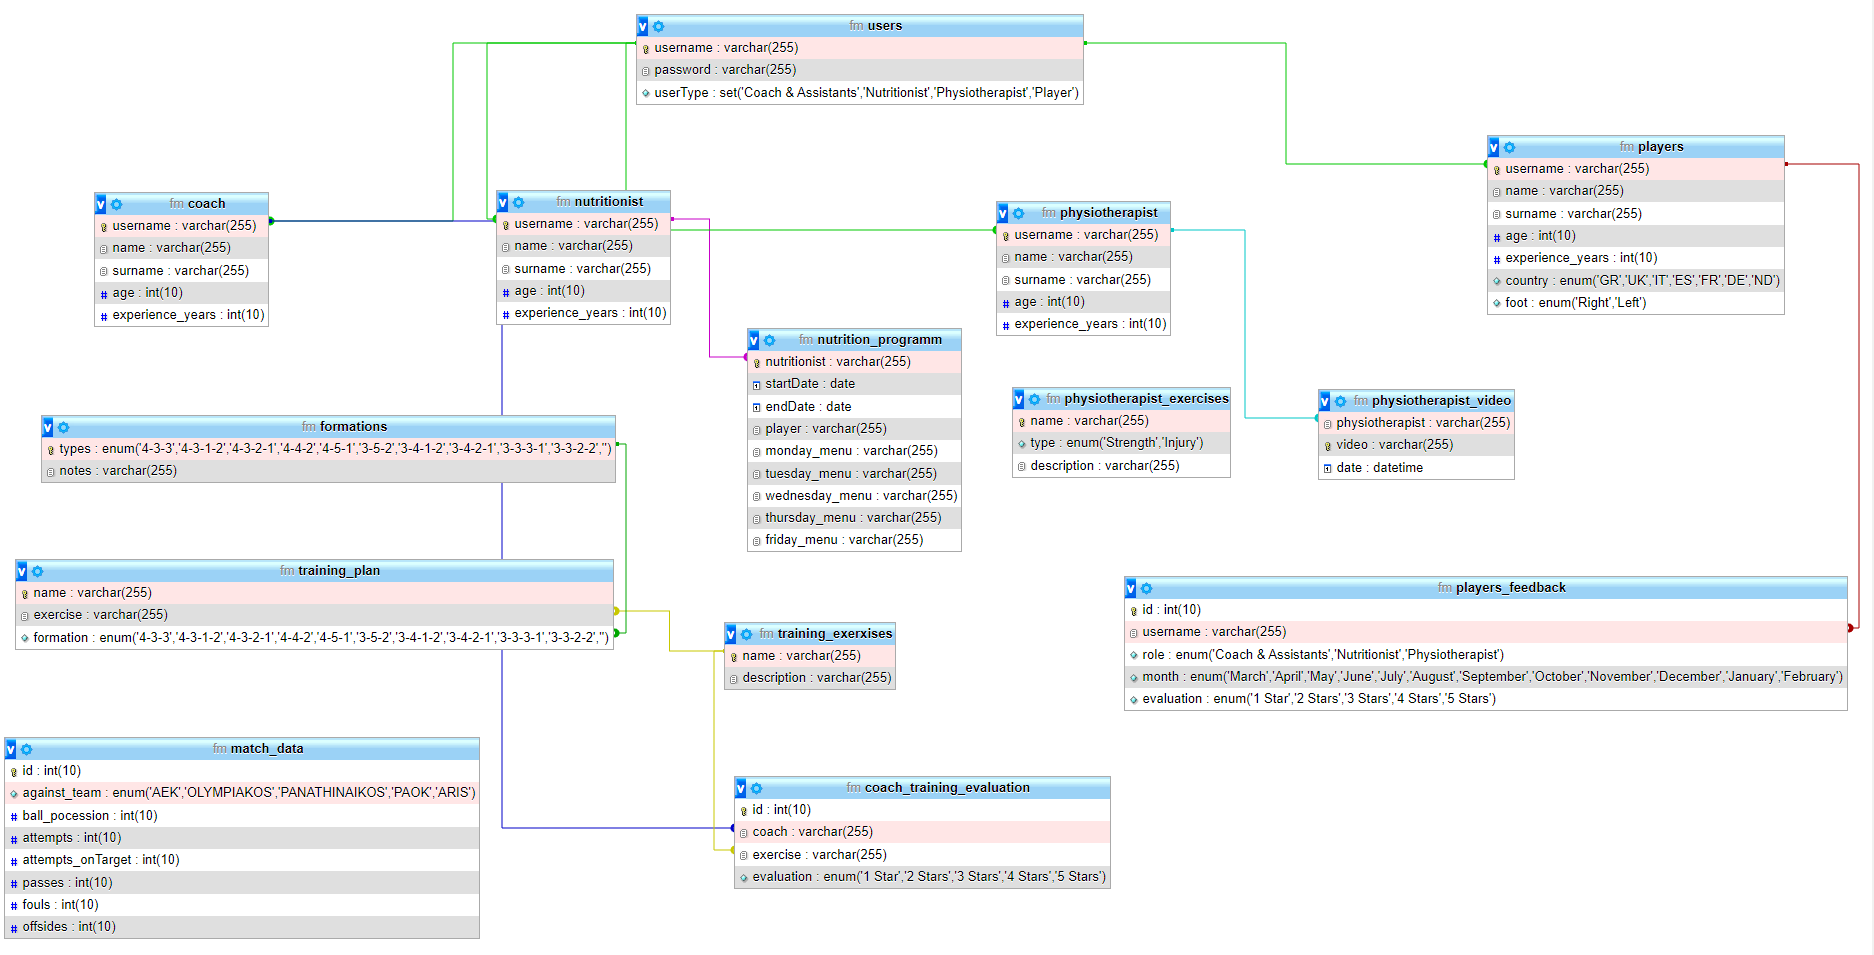 fm users
username : varchar(255)
password : varchar(255)
userType : set('Coach & Assistants','Nutritionist','Physiotherapist','Player')
fm players
username : varchar(255)
name : varchar(255)
surname : varchar(255)
age : int(10)
experience_years : int(10)
country : enum('GR','UK','IT','ES','FR','DE','ND')
foot : enum('Right','Left')
fm coach
username : varchar(255)
name : varchar(255)
surname : varchar(255)
age : int(10)
experience_years : int(10)
fm nutritionist
username : varchar(255)
name : varchar(255)
surname : varchar(255)
age : int(10)
experience_years : int(10)
fm physiotherapist
username : varchar(255)
name : varchar(255)
surname : varchar(255)
age : int(10)
experience_years : int(10)
fm nutrition_programm
nutritionist : varchar(255)
startDate : date
endDate : date
player : varchar(255)
monday_menu : varchar(255)
tuesday_menu : varchar(255)
wednesday_menu : varchar(255)
thursday_menu : varchar(255)
friday_menu : varchar(255)
fm physiotherapist_exercises
name : varchar(255)
type : enum('Strength','Injury')
description : varchar(255)
fm physiotherapist_video
physiotherapist : varchar(255)
video : varchar(255)
date : datetime
fm formations
types : enum('4-3-3','4-3-1-2','4-3-2-1','4-4-2','4-5-1','3-5-2','3-4-1-2','3-4-2-1','3-3-3-1','3-3-2-2','')
notes : varchar(255)
fm training_plan
name : varchar(255)
exercise : varchar(255)
formation : enum('4-3-3','4-3-1-2','4-3-2-1','4-4-2','4-5-1','3-5-2','3-4-1-2','3-4-2-1','3-3-3-1','3-3-2-2','')
fm training_exerxises
name : varchar(255)
description : varchar(255)
fm players_feedback
id : int(10)
username : varchar(255)
role : enum('Coach & Assistants','Nutritionist','Physiotherapist')
month : enum('March','April','May','June','July','August','September','October','November','December','January','February')
evaluation : enum('1 Star','2 Stars','3 Stars','4 Stars','5 Stars')
fm match_data
id : int(10)
against_team : enum('AEK','OLYMPIAKOS','PANATHINAIKOS','PAOK','ARIS')
ball_pocession : int(10)
attempts : int(10)
attempts_onTarget : int(10)
passes : int(10)
fouls : int(10)
offsides : int(10)
fm coach_training_evaluation
id : int(10)
coach : varchar(255)
exercise : varchar(255)
evaluation : enum('1 Star','2 Stars','3 Stars','4 Stars','5 Stars')